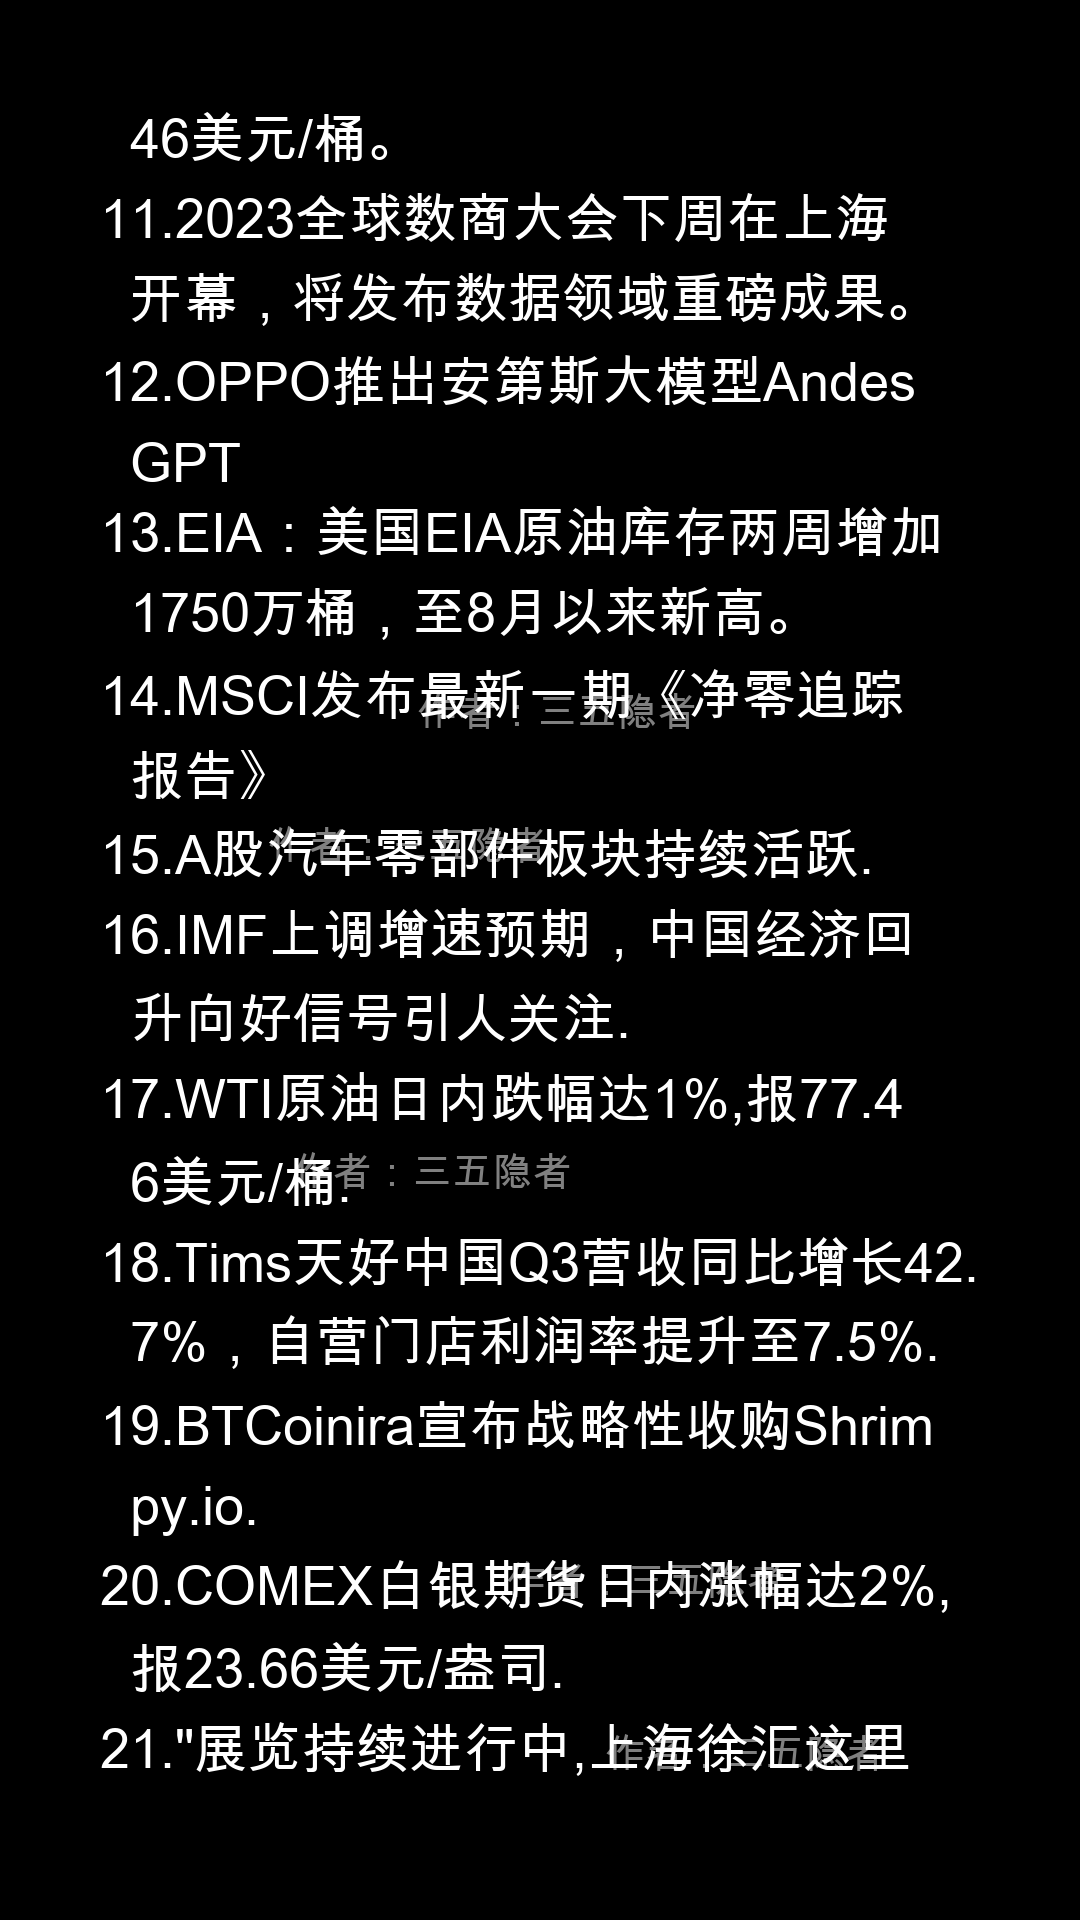 46美元/桶。
11.2023全球数商大会下周在上海
开幕，将发布数据领域重磅成果。
12.OPPO推出安第斯大模型Andes
GPT
13.EIA：美国EIA原油库存两周增加
1750万桶，至8月以来新高。
14.MSCI发布最新一期《净零追踪
作者：三五隐者
报告》
作者：三五隐者
15.A股汽车零部件板块持续活跃.
16.IMF上调增速预期，中国经济回
升向好信号引人关注.
17.WTI原油日内跌幅达1%,报77.4
作者：三五隐者
6美元/桶.
18.Tims天好中国Q3营收同比增长42.
7%，自营门店利润率提升至7.5%.
19.BTCoinira宣布战略性收购Shrim
py.io.
作者：三五隐者
20.COMEX白银期货日内涨幅达2%,
报23.66美元/盎司.
21."展览持续进行中,上海徐汇这里
作者：三五隐者